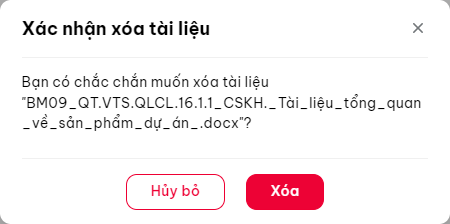 Xác nhận xóa tài liệu
Bạn có chắc chắn muốn xóa tài liệu
"BM09_QT.VTS.QLCL.16.1.1_CSKH._Tài_liệu_tổng_quan
_về_sản_phẩm_dự_án_.docx"?
Hủy bỏ
Xóa